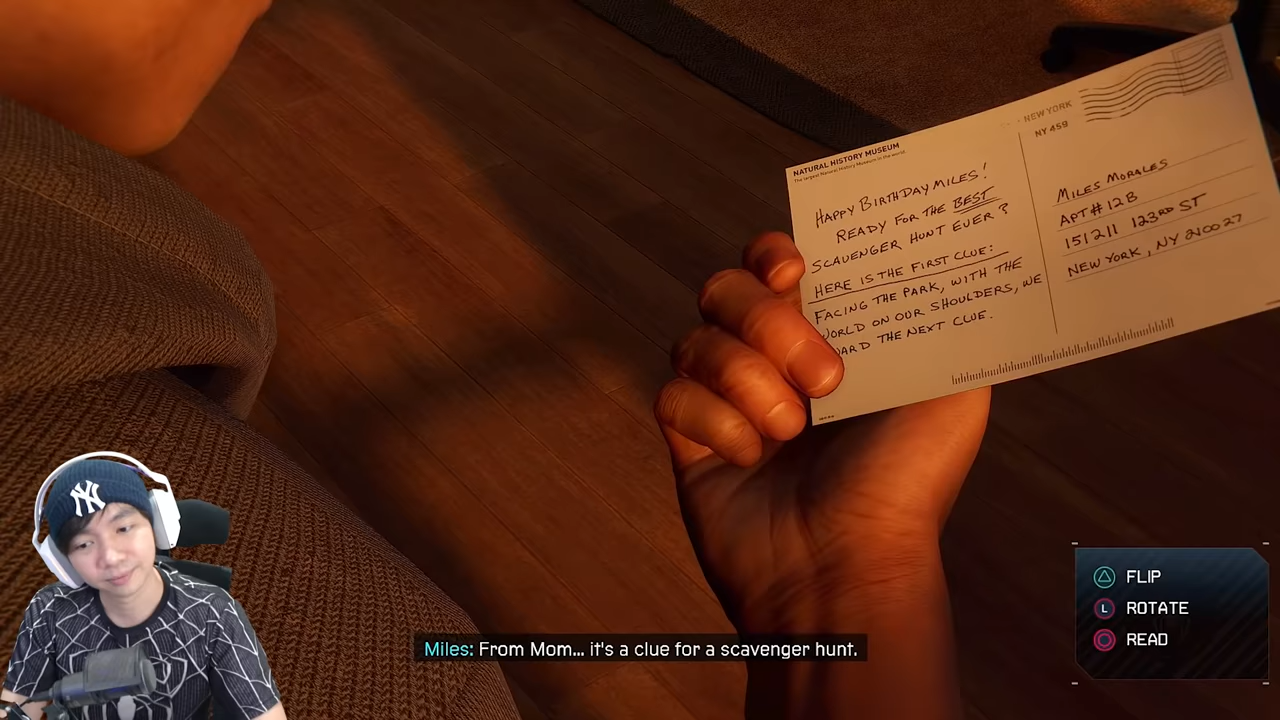 NATURAL HISTORY MUSEUM
The largest Natural History Museum in the world.
HAPPY BIRTHDAY MILES!
READY FOR THE BEST
SCAVENGER HUNT EVER?
HERE IS THE FIRST CLUE:
FACING THE PARK, WITH THE
WORLD ON OUR SHOULDERS, WE
THE NEXT CLUE.
NEW YORK
NY 459
MILES MORALES
APT# 12B
151211 123RD ST
NEW YORK, NY 210027
NY
FLIP
L ROTATE
READ
Miles: From Mom... it's a clue for a scavenger hunt.